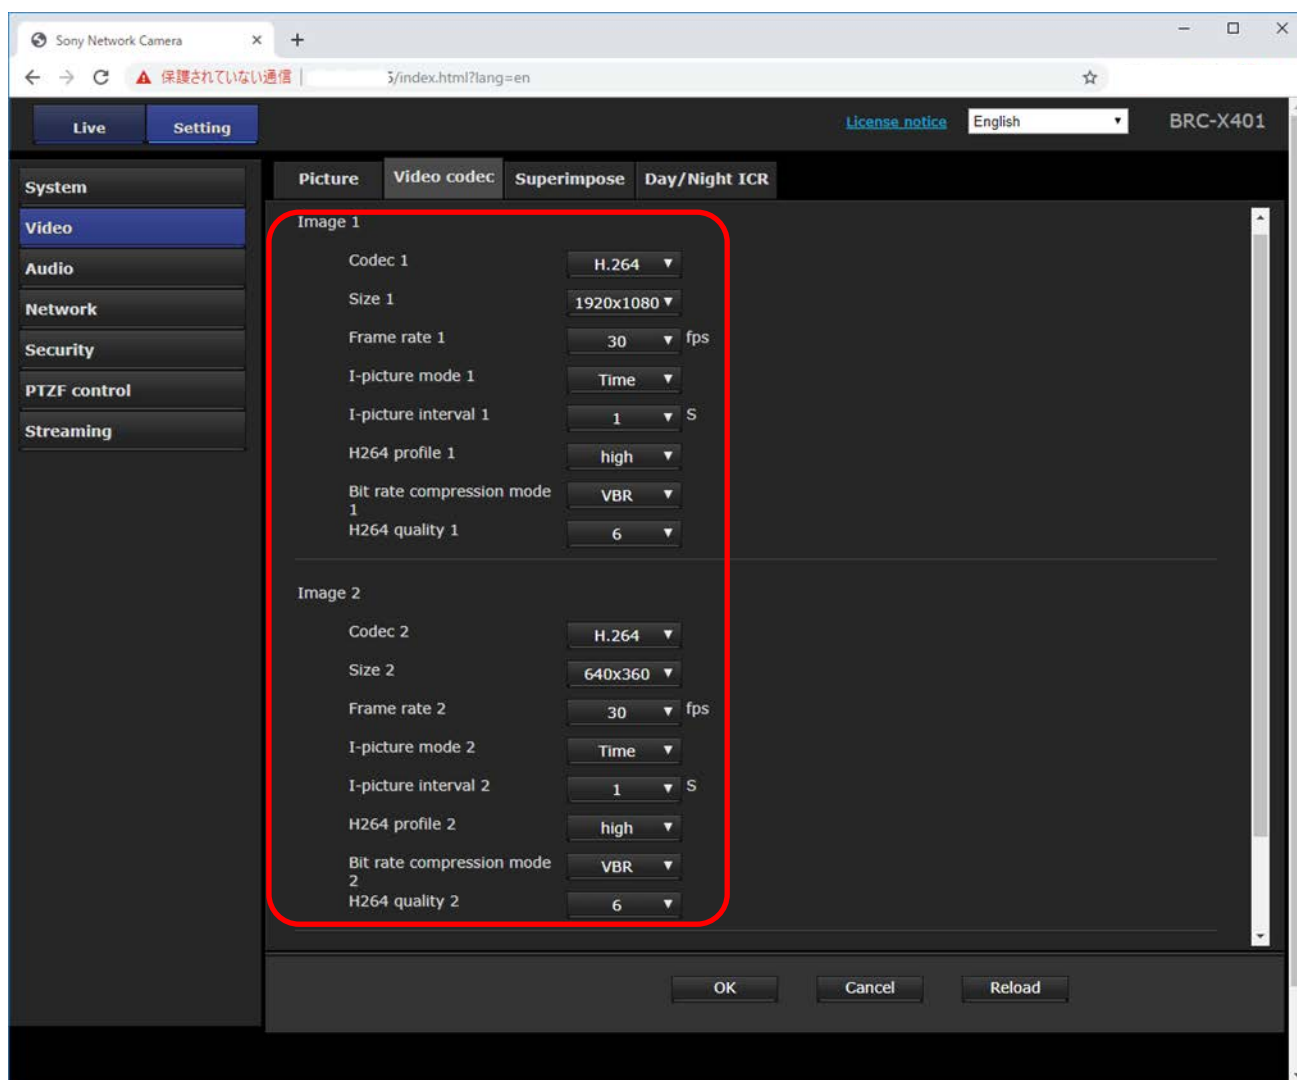 Sony Network Camera
保護されていない通信 | 5/index.html?lang=en
Live Setting License notice English BRC-X401
System
Video
Audio
Network
Security
PTZF control
Streaming
Picture Video codec Superimpose Day/Night ICR
Image 1
Codec 1 H.264
Size 1 1920x1080
Frame rate 1 30 fps
I-picture mode 1 Time
I-picture interval 1 1 S
H264 profile 1 high
Bit rate compression mode VBR
1
H264 quality 1 6
Image 2
Codec 2 H.264
Size 2 640x360
Frame rate 2 30 fps
I-picture mode 2 Time
I-picture interval 2 1 S
H264 profile 2 high
Bit rate compression mode VBR
2
H264 quality 2 6
OK Cancel Reload